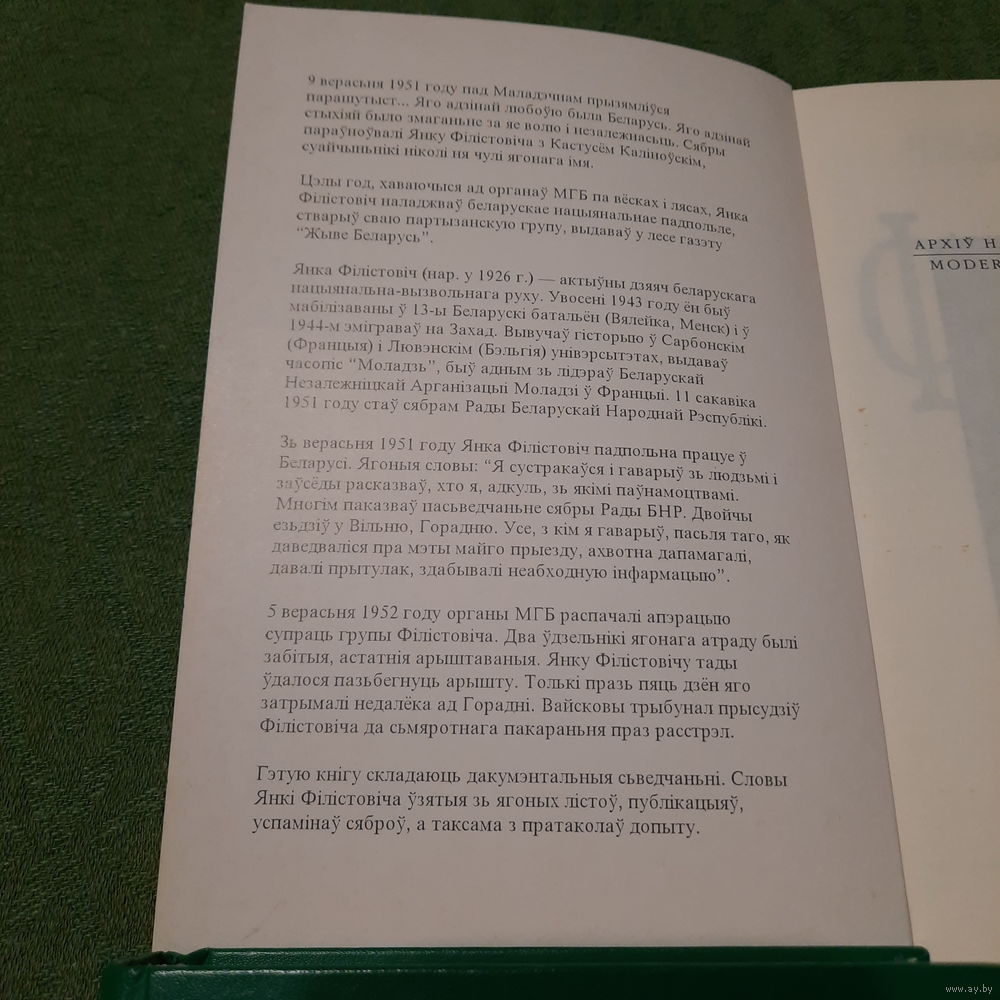 9 верасьня 1951 году пад Маладэчнам прызямліўся
парашутыст... Яго адзінай любоўю была Беларусь. Яго адзінай
стыхіяй было змаганьне за яе волю і незалежнасьць. Сябры
параўноўвалі Янку Філістовіча з Кастусём Каліноўскім,
суайчыньнікі ніколі ня чулі ягонага імя.
Цэлы год, хаваючыся ад органаў МГБ па вёсках і лясах, Янка
Філістовіч наладжваў беларускае нацыянальнае падпольле,
стварыў сваю партызанскую групу, выдаваў у лесе газэту
“Жыве Беларусь”.
Янка Філістовіч (нар. у 1926 г.) — актыўны дзяяч беларускага
нацыянальна-вызвольнага руху. Увосені 1943 году ён быў
мабілізаваны ў 13-ы Беларускі батальён (Вялейка, Менск) і ў
1944-м эміграваў на Захад. Вывучаў гісторыю ў Сарбонскім
(Францыя) і Лювэнскім (Бэльгія) унівэрсытэтах, выдаваў
часопіс “Моладзь”, быў адным зь лідэраў Беларускай
Незалежніцкай Арганізацыі Моладзі ў Францыі. 11 сакавіка
1951 году стаў сябрам Рады Беларускай Народнай Рэспублікі.
Зь верасьня 1951 году Янка Філістовіч падпольна працуе ў
Беларусі. Ягоныя словы: “Я сустракаўся і гаварыў зь людзьмі і
заўсёды расказваў, хто я, адкуль, зь якімі паўнамоцтвамі.
Многім паказваў пасьведчаньне сябры Рады БНР. Двойчы
езьдзіў у Вільню, Горадню. Усе, з кім я гаварыў, пасьля таго, як
даведваліся пра мэты майго прыезду, ахвотна дапамагалі,
давалі прытулак, здабывалі неабходную інфармацыю”.
5 верасьня 1952 году органы МГБ распачалі апэрацыю
супраць групы Філістовіча. Два ўдзельнікі ягонага атраду былі
забітыя, астатнія арыштаваныя. Янку Філістовічу тады
ўдалося пазьбегнуць арышту. Толькі празь пяць дзён яго
затрымалі недалёка ад Горадні. Вайсковы трыбунал прысудзіў
Філістовіча да сьмяротнага пакараньня праз расстрэл.
Гэтую кнігу складаюць дакумэнтальныя сьведчаньні. Словы
Янкі Філістовіча ўзятыя зь ягоных лістоў, публікацыяў,
успамінаў сяброў, а таксама з пратаколаў допыту.
АРХІЎ
www.ay.by